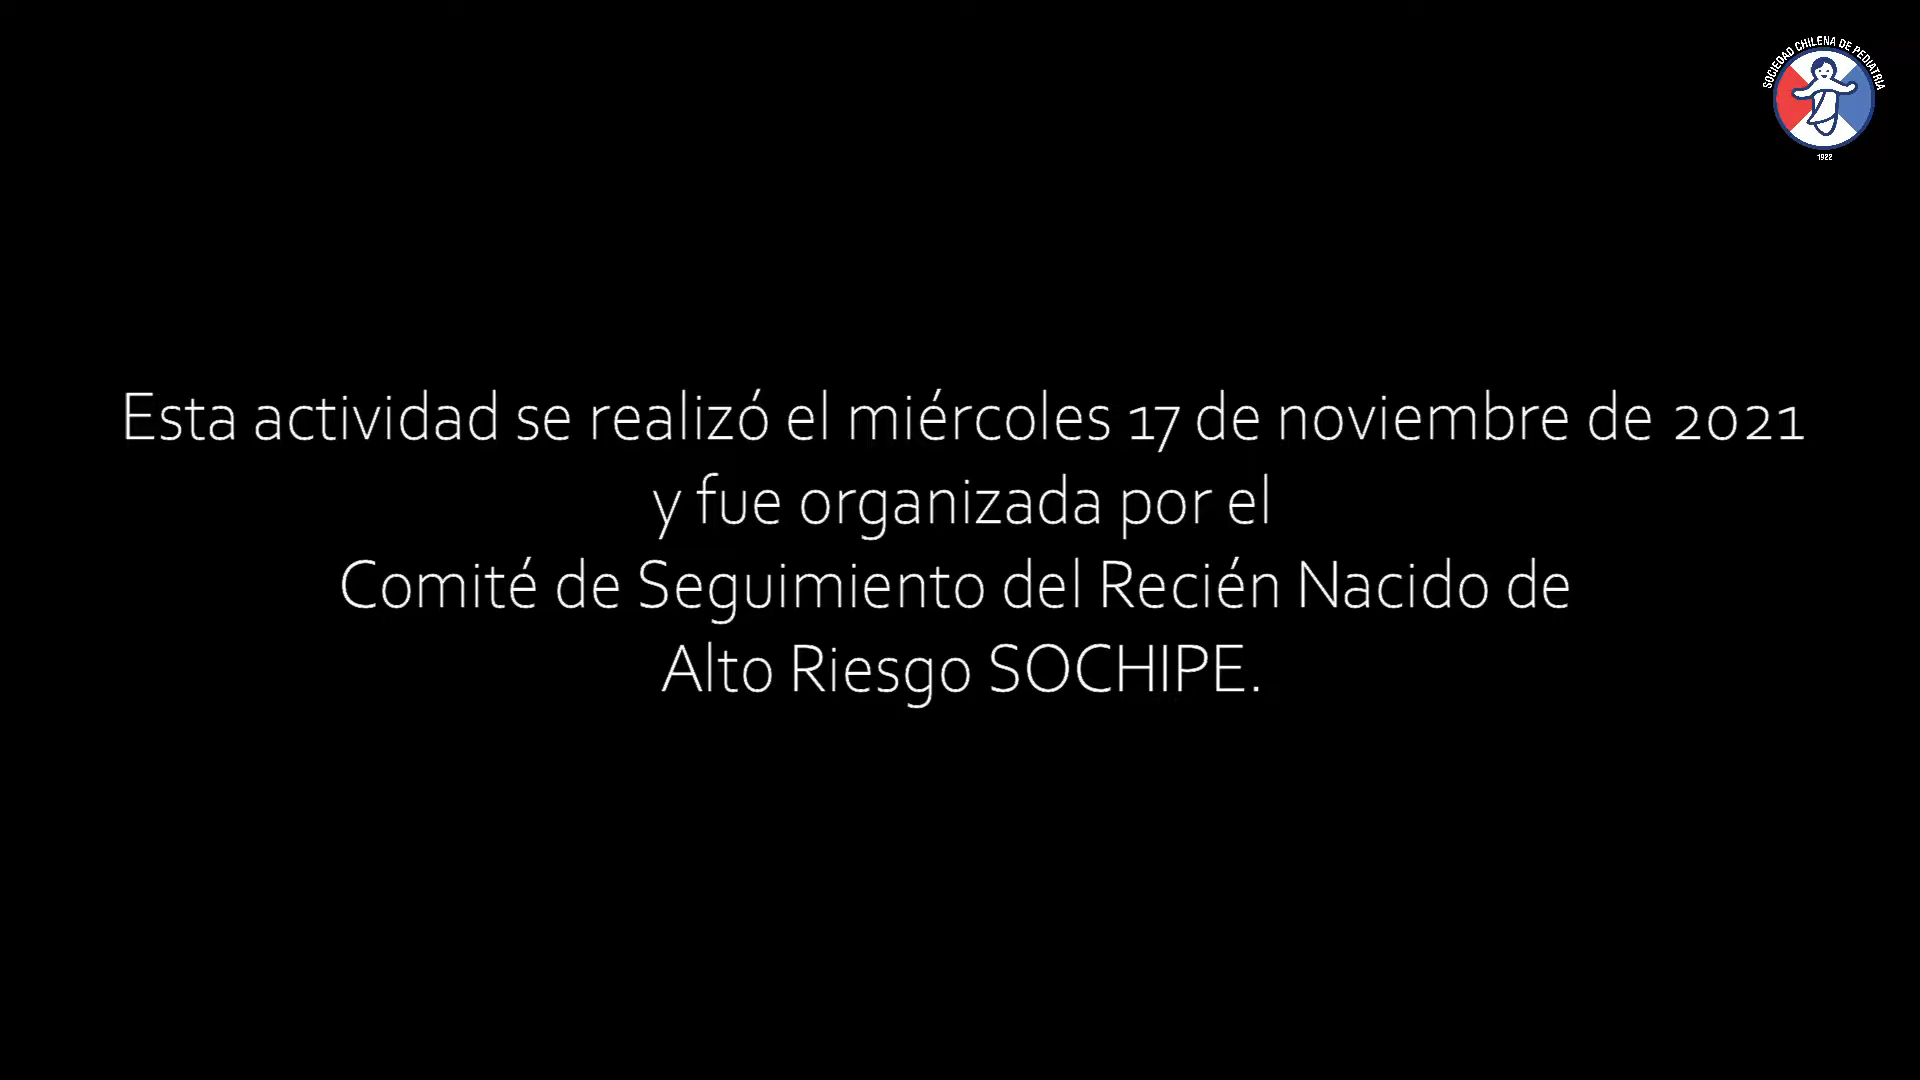 SOCIEDAD CHILENA DE PEDIATRIA
1922
Esta actividad se realizó el miércoles 17 de noviembre de 2021
y fue organizada por el
Comité de Seguimiento del Recién Nacido de
Alto Riesgo SOCHIPE.